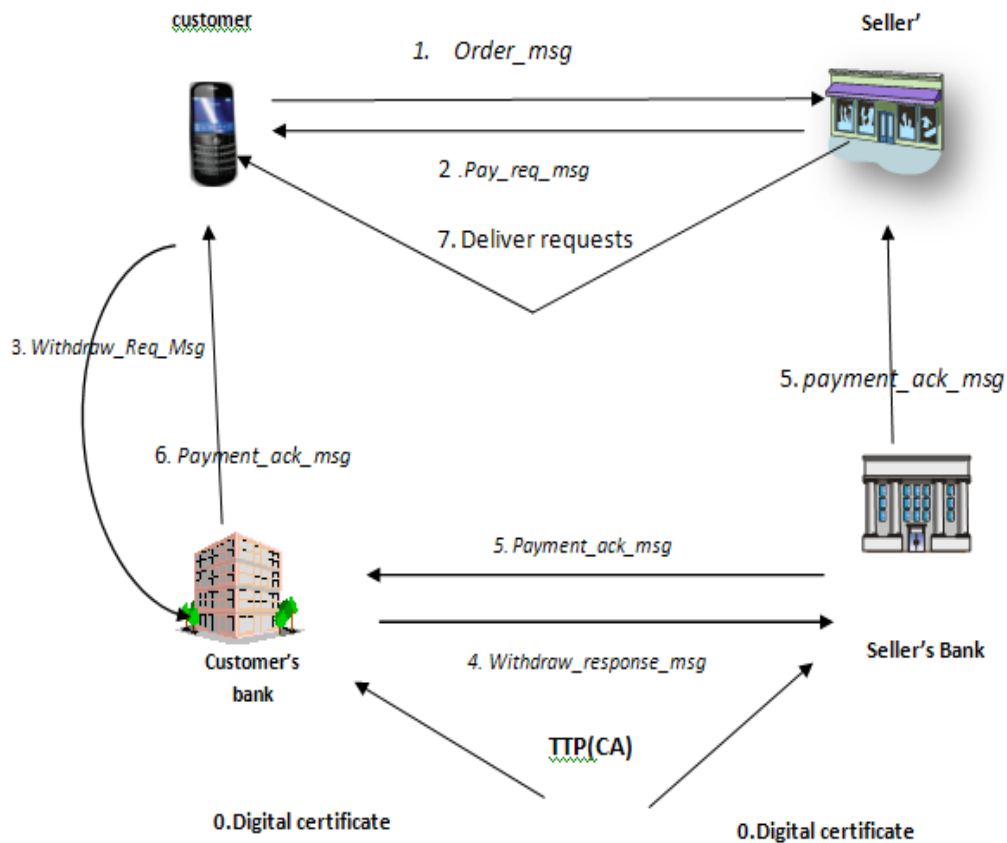 customer
Seller'
1. Order_msg
2 .Pay_req_msg
7. Deliver requests
3. Withdraw_Req_Msg
5. payment_ack_msg
6. Payment_ack_msg
5. Payment_ack_msg
4. Withdraw_response_msg
Seller's Bank
Customer's
bank
TTP(CA)
0.Digital certificate
0.Digital certificate